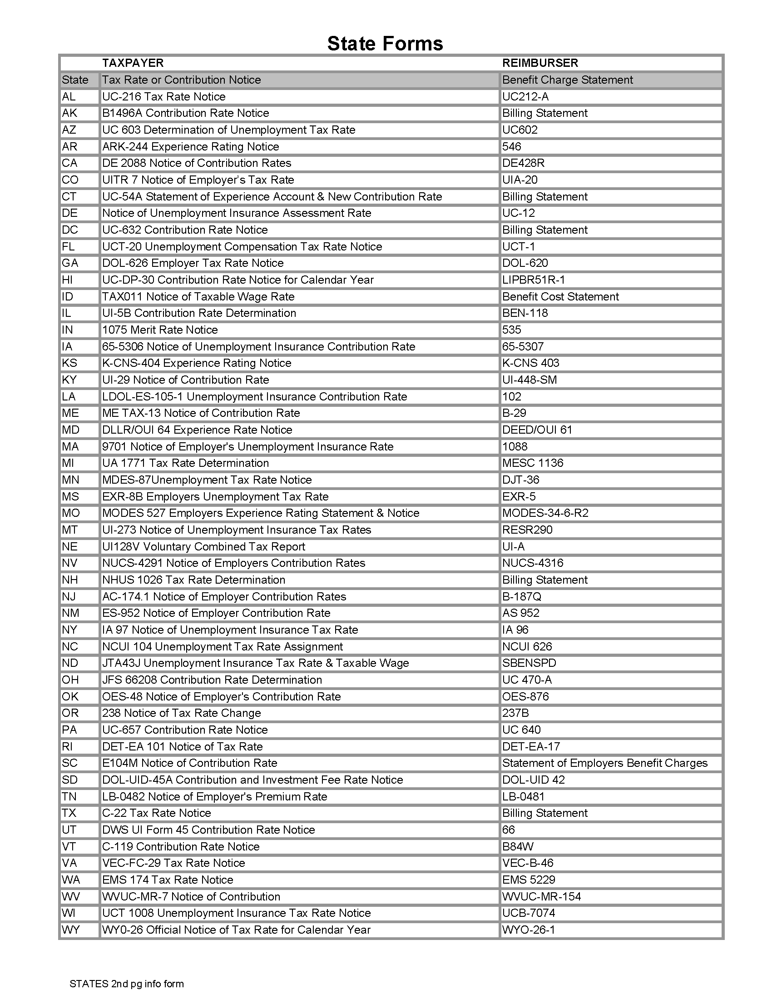 State Forms
TAXPAYER REIMBURSER
State Tax Rate or Contribution Notice Benefit Charge Statement
AL UC-216 Tax Rate Notice UC212-A
AK B1496A Contribution Rate Notice Billing Statement
AZ UC 603 Determination of Unemployment Tax Rate UC602
AR ARK-244 Experience Rating Notice 546
CA DE 2088 Notice of Contribution Rates DE428R
CO UITR 7 Notice of Employer’s Tax Rate UIA-20
CT UC-54A Statement of Experience Account & New Contribution Rate Billing Statement
DE Notice of Unemployment Insurance Assessment Rate UC-12
DC UC-632 Contribution Rate Notice Billing Statement
FL UCT-20 Unemployment Compensation Tax Rate Notice UCT-1
GA DOL-626 Employer Tax Rate Notice DOL-620
HI UC-DP-30 Contribution Rate Notice for Calendar Year LIPBR51R-1
ID TAX011 Notice of Taxable Wage Rate Benefit Cost Statement
IL UI-5B Contribution Rate Determination BEN-118
IN 1075 Merit Rate Notice 535
IA 65-5306 Notice of Unemployment Insurance Contribution Rate 65-5307
KS K-CNS-404 Experience Rating Notice K-CNS 403
KY UI-29 Notice of Contribution Rate UI-448-SM
LA LDOL-ES-105-1 Unemployment Insurance Contribution Rate 102
ME ME TAX-13 Notice of Contribution Rate B-29
MD DLLR/OUI 64 Experience Rate Notice DEED/OUI 61
MA 9701 Notice of Employer's Unemployment Insurance Rate 1088
MI UA 1771 Tax Rate Determination MESC 1136
MN MDES-87Unemployment Tax Rate Notice DJT-36
MS EXR-8B Employers Unemployment Tax Rate EXR-5
MO MODES 527 Employers Experience Rating Statement & Notice MODES-34-6-R2
MT UI-273 Notice of Unemployment Insurance Tax Rates RESR290
NE UI128V Voluntary Combined Tax Report UI-A
NV NUCS-4291 Notice of Employers Contribution Rates NUCS-4316
NH NHUS 1026 Tax Rate Determination Billing Statement
NJ AC-174.1 Notice of Employer Contribution Rates B-187Q
NM ES-952 Notice of Employer Contribution Rate AS 952
NY IA 97 Notice of Unemployment Insurance Tax Rate IA 96
NC NCUI 104 Unemployment Tax Rate Assignment NCUI 626
ND JTA43J Unemployment Insurance Tax Rate & Taxable Wage SBENSPD
OH JFS 66208 Contribution Rate Determination UC 470-A
OK OES-48 Notice of Employer's Contribution Rate OES-876
OR 238 Notice of Tax Rate Change 237B
PA UC-657 Contribution Rate Notice UC 640
RI DET-EA 101 Notice of Tax Rate DET-EA-17
SC E104M Notice of Contribution Rate Statement of Employers Benefit Charges
SD DOL-UID-45A Contribution and Investment Fee Rate Notice DOL-UID 42
TN LB-0482 Notice of Employer's Premium Rate LB-0481
TX C-22 Tax Rate Notice Billing Statement
UT DWS UI Form 45 Contribution Rate Notice 66
VT C-119 Contribution Rate Notice B84W
VA VEC-FC-29 Tax Rate Notice VEC-B-46
WA EMS 174 Tax Rate Notice EMS 5229
WV WVUC-MR-7 Notice of Contribution WVUC-MR-154
WI UCT 1008 Unemployment Insurance Tax Rate Notice UCB-7074
WY WY0-26 Official Notice of Tax Rate for Calendar Year WYO-26-1
STATES 2nd pg info form